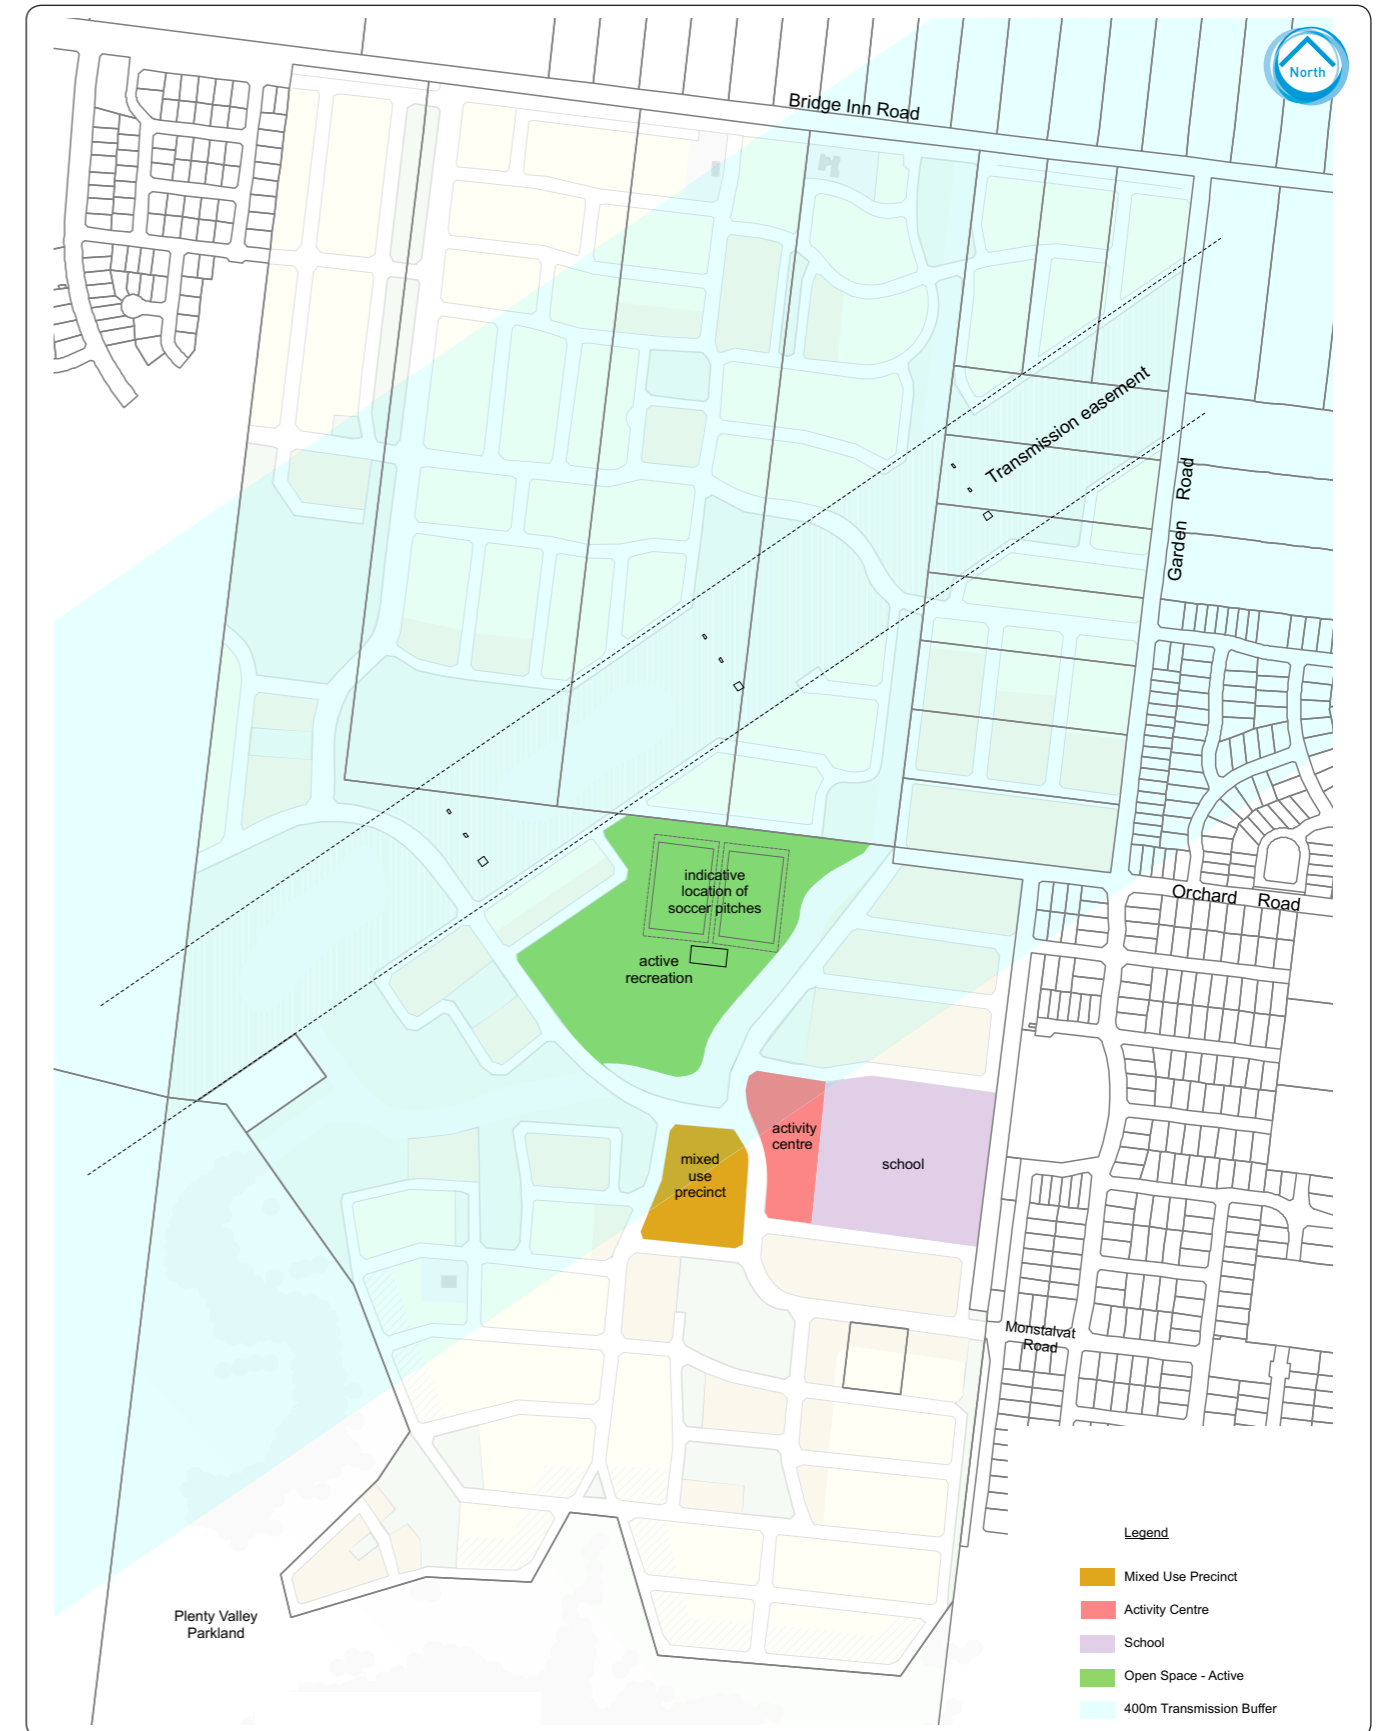 North
Bridge Inn Road
Transmission easement
Garden Road
indicative
location of
soccer pitches
active
recreation
Orchard Road
activity
centre
mixed
use
precinct
school
Monstalvat
Road
Plenty Valley
Parkland
Legend
Mixed Use Precinct
Activity Centre
School
Open Space - Active
400m Transmission Buffer